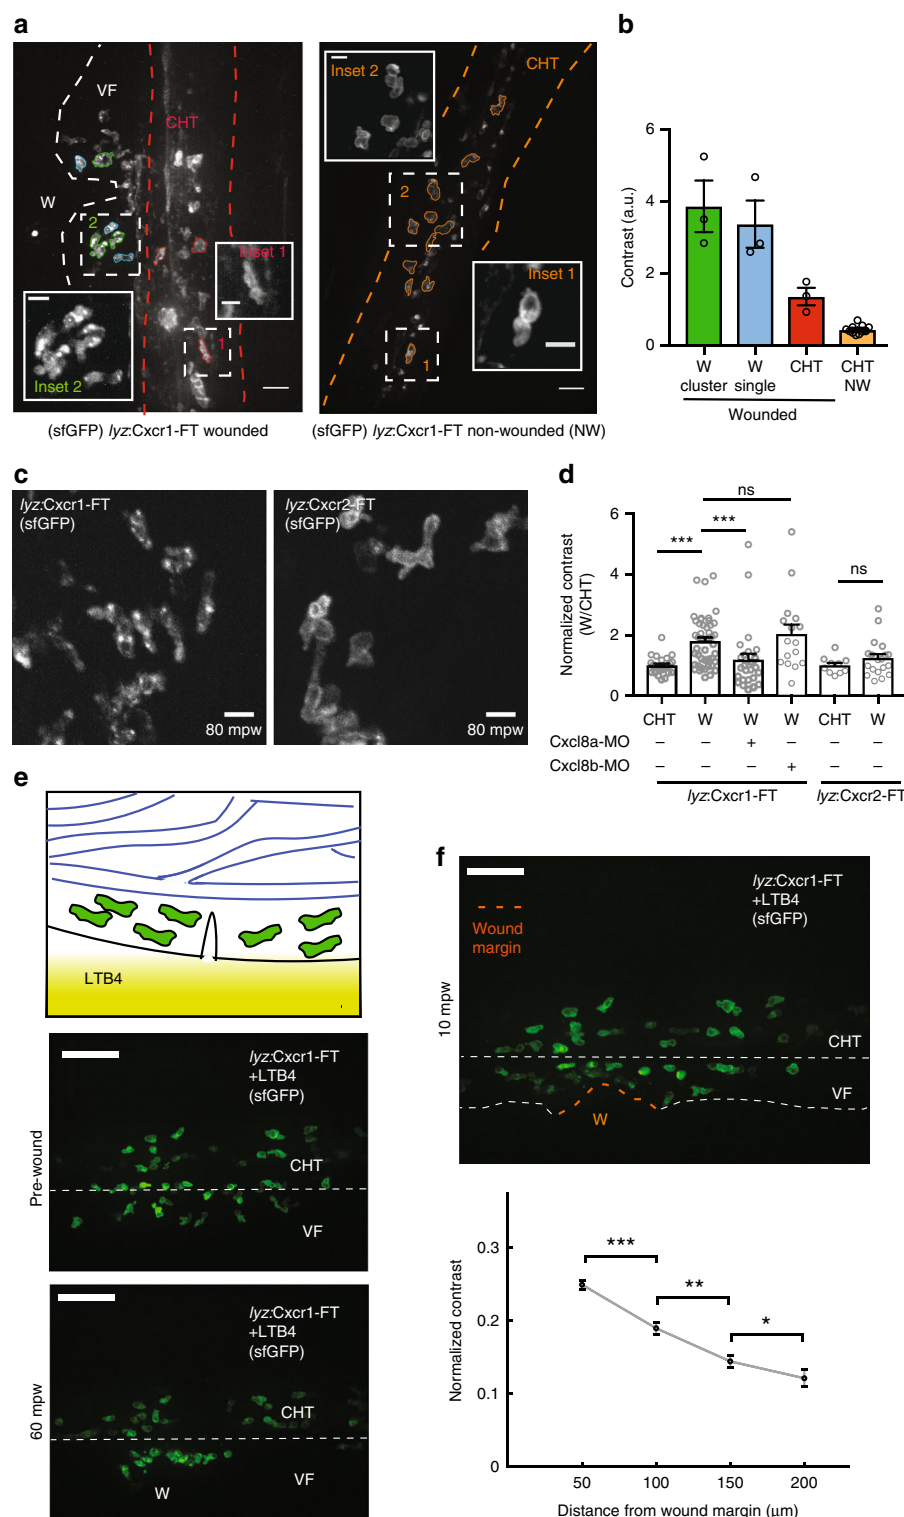 a
VF
CHT
W
2
Inset 1
1
Inset 2
(sfGFP) lyz:Cxcr1-FT wounded
Inset 2
CHT
2
Inset 1
1
(sfGFP) lyz:Cxcr1-FT non-wounded (NW)
b
Contrast (a.u.)
6
4
2
0
W cluster
W single
CHT
CHT NW
Wounded
c
lyz:Cxcr1-FT
(sfGFP)
80 mpw
lyz:Cxcr2-FT
(sfGFP)
80 mpw
d
Normalized contrast
(W/CHT)
6
4
2
0
***
***
ns
ns
CHT W W W CHT W
Cxcl8a-MO – – + – – –
Cxcl8b-MO – – – + – –
lyz:Cxcr1-FT lyz:Cxcr2-FT
e
LTB4
Pre-wound
lyz:Cxcr1-FT
+LTB4
(sfGFP)
CHT
VF
60 mpw
lyz:Cxcr1-FT
+LTB4
(sfGFP)
CHT
W VF
f
10 mpw
Wound
margin
lyz:Cxcr1-FT
+LTB4
(sfGFP)
CHT
VF
W
Normalized contrast
0.3
0.2
0.1
0
***
**
*
50 100 150 200
Distance from wound margin (μm)